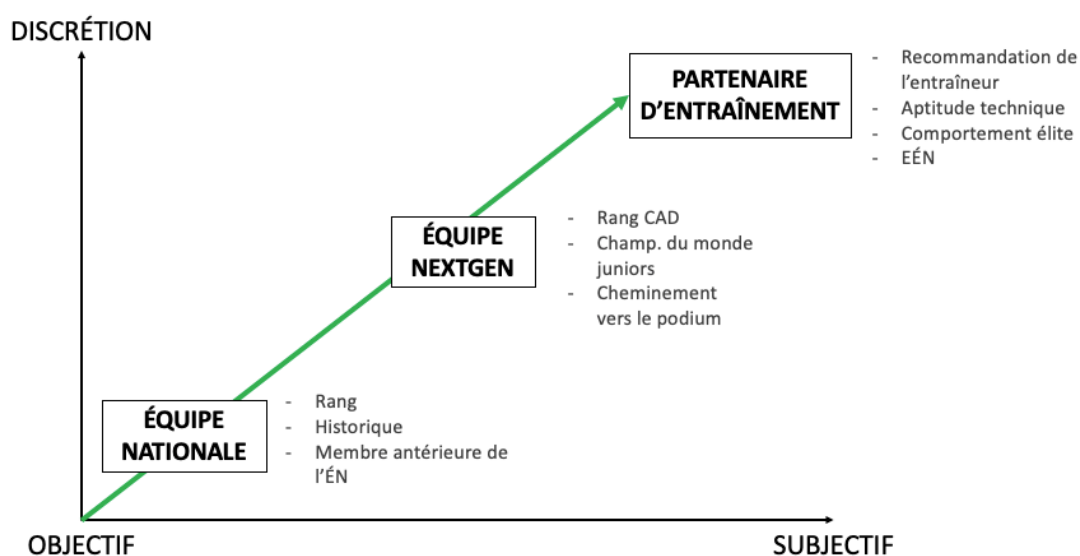 DISCRÉTION
PARTENAIRE
D'ENTRAÎNEMENT
- Recommandation de
l'entraîneur
- Aptitude technique
- Comportement élite
- EÉN
ÉQUIPE
NEXTGEN
- Rang CAD
- Champ. du monde
juniors
- Cheminement
vers le podium
ÉQUIPE
NATIONALE
- Rang
- Historique
- Membre antérieure de
l'ÉN
OBJECTIF
SUBJECTIF